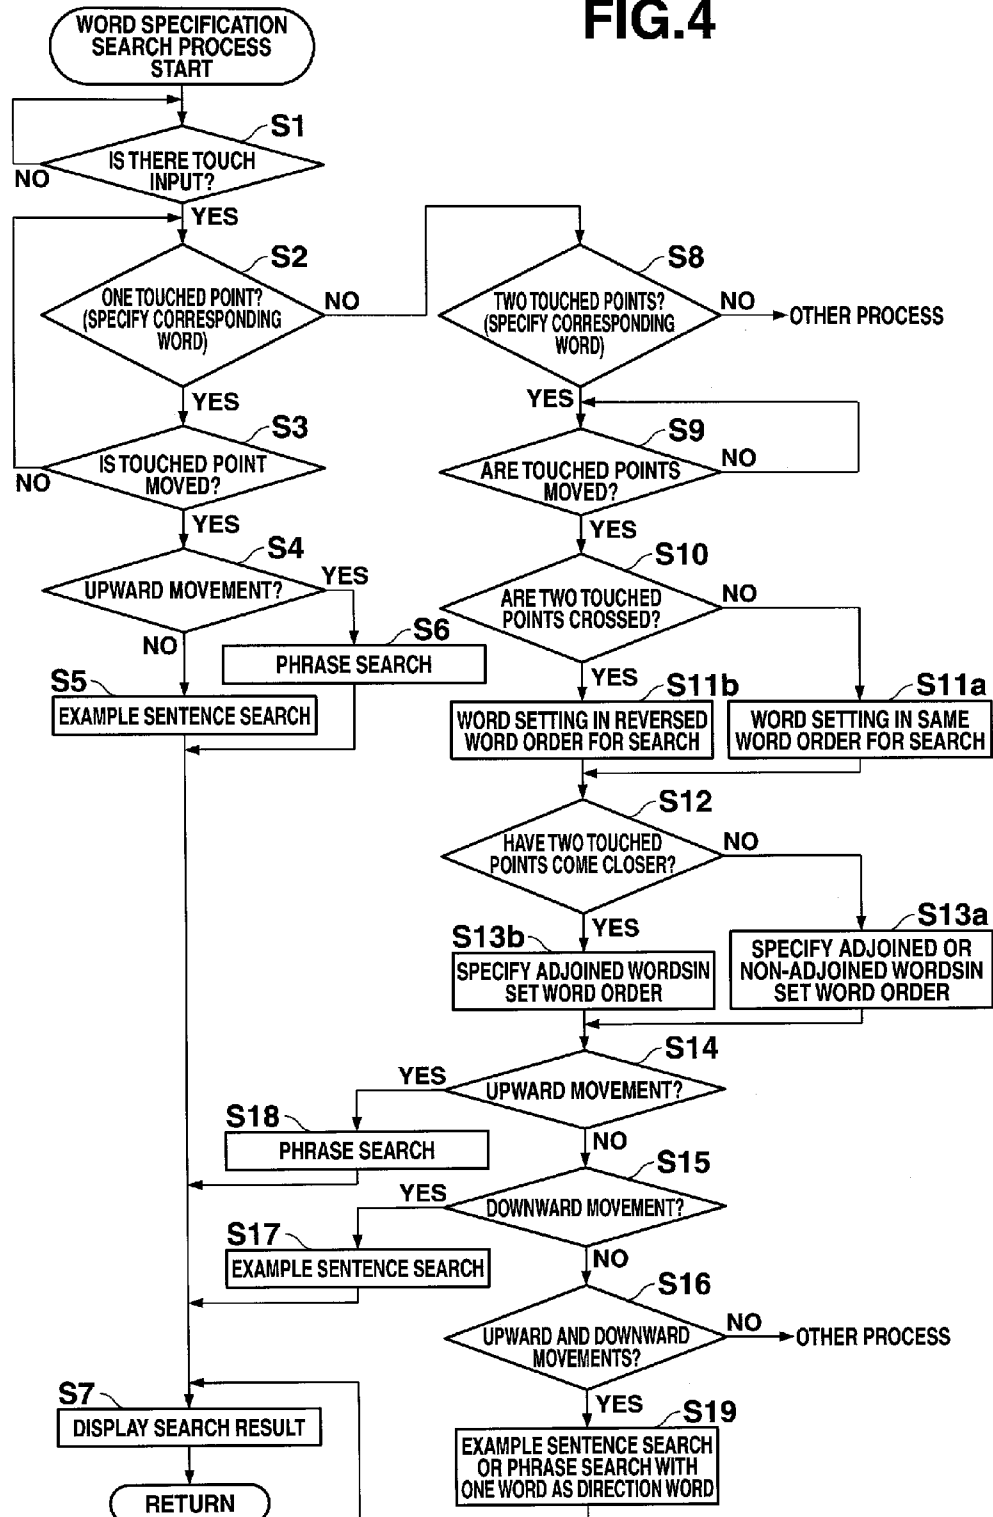 FIG.4
WORD SPECIFICATION
SEARCH PROCESS
START
S1
IS THERE TOUCH
INPUT?
NO
YES
S2
ONE TOUCHED POINT?
(SPECIFY CORRESPONDING
WORD)
NO
YES
S3
IS TOUCHED POINT
MOVED?
NO
YES
S4
UPWARD MOVEMENT?
YES
NO
S6
PHRASE SEARCH
S5
EXAMPLE SENTENCE SEARCH
S8
TWO TOUCHED POINTS?
(SPECIFY CORRESPONDING
WORD)
NO
OTHER PROCESS
YES
S9
ARE TOUCHED POINTS
MOVED?
NO
YES
S10
ARE TWO TOUCHED
POINTS CROSSED?
NO
YES
S11b
WORD SETTING IN REVERSED
WORD ORDER FOR SEARCH
S11a
WORD SETTING IN SAME
WORD ORDER FOR SEARCH
S12
HAVE TWO TOUCHED
POINTS COME CLOSER?
NO
YES
S13b
SPECIFY ADJOINED WORDSIN
SET WORD ORDER
S13a
SPECIFY ADJOINED OR
NON-ADJOINED WORDSIN
SET WORD ORDER
S14
UPWARD MOVEMENT?
YES
NO
S18
PHRASE SEARCH
S15
DOWNWARD MOVEMENT?
YES
NO
S17
EXAMPLE SENTENCE SEARCH
S16
UPWARD AND DOWNWARD
MOVEMENTS?
NO
OTHER PROCESS
YES
S19
EXAMPLE SENTENCE SEARCH
OR PHRASE SEARCH WITH
ONE WORD AS DIRECTION WORD
S7
DISPLAY SEARCH RESULT
RETURN